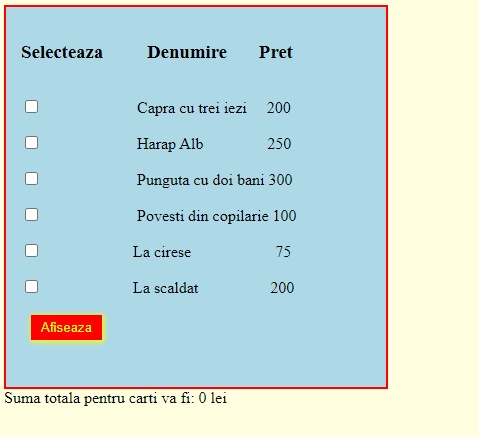 Selecteaza Denumire Pret
Capra cu trei iezi 200
Harap Alb 250
Punguta cu doi bani 300
Povesti din copilarie 100
La cirese 75
La scaldat 200
Afiseaza
Suma totala pentru carti va fi: 0 lei